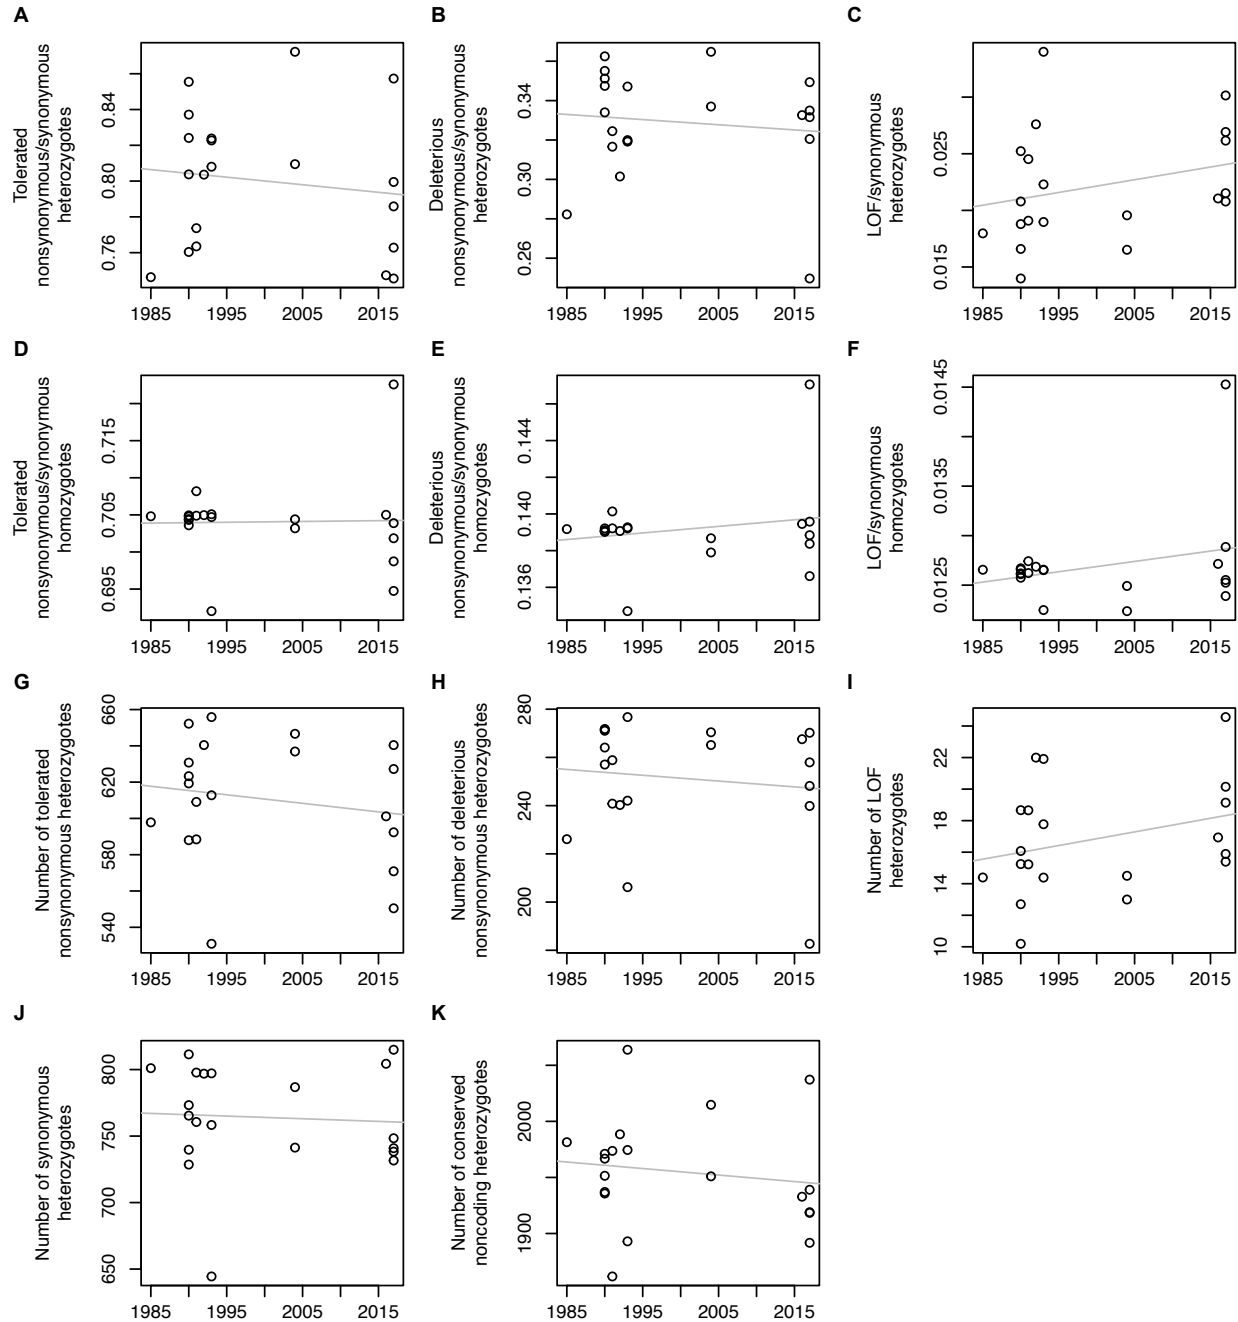 A
Tolerated
nonsynonymous/synonymous
heterozygotes
0.76 0.80 0.84
1985 1995 2005 2015
B
Deleterious
nonsynonymous/synonymous
heterozygotes
0.26 0.30 0.34
1985 1995 2005 2015
C
LOF/synonymous
heterozygotes
0.015 0.025
1985 1995 2005 2015
D
Tolerated
nonsynonymous/synonymous
homozygotes
0.695 0.705 0.715
1985 1995 2005 2015
E
Deleterious
nonsynonymous/synonymous
homozygotes
0.136 0.140 0.144
1985 1995 2005 2015
F
LOF/synonymous
homozygotes
0.0125 0.0135 0.0145
1985 1995 2005 2015
G
Number of tolerated
nonsynonymous heterozygotes
540 580 620 660
1985 1995 2005 2015
H
Number of deleterious
nonsynonymous heterozygotes
200 240 280
1985 1995 2005 2015
I
Number of LOF
heterozygotes
10 14 18 22
1985 1995 2005 2015
J
Number of synonymous
heterozygotes
650 700 750 800
1985 1995 2005 2015
K
Number of conserved
noncoding heterozygotes
1900 2000
1985 1995 2005 2015